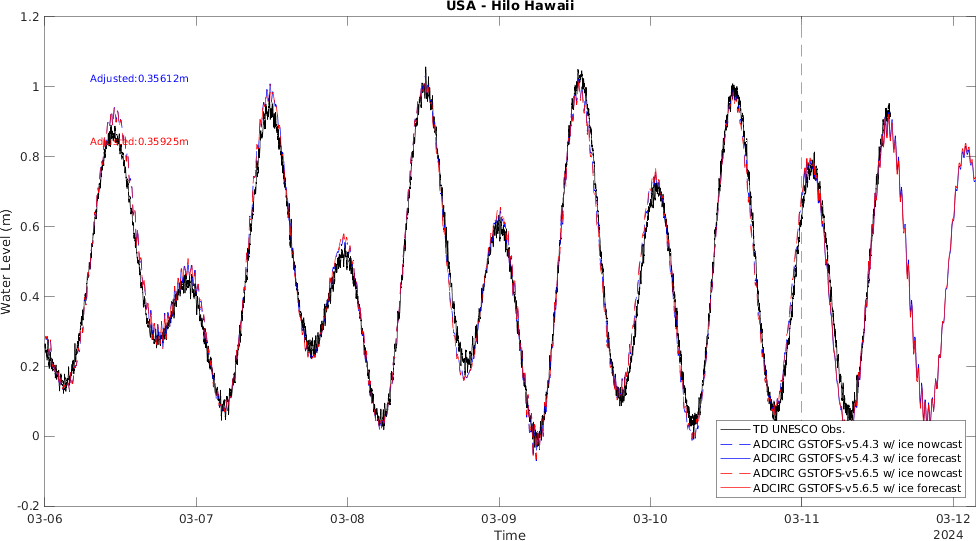 USA - Hilo Hawaii
1.2
1
0.8
0.6
0.4
0.2
0
-0.2
Water Level (m)
Adjusted:0.35612m
Adjusted:0.35925m
TD UNESCO Obs.
ADCIRC GSTOFS-v5.4.3 w/ ice nowcast
ADCIRC GSTOFS-v5.4.3 w/ ice forecast
ADCIRC GSTOFS-v5.6.5 w/ ice nowcast
ADCIRC GSTOFS-v5.6.5 w/ ice forecast
03-06 03-07 03-08 03-09 03-10 03-11 03-12
Time
2024